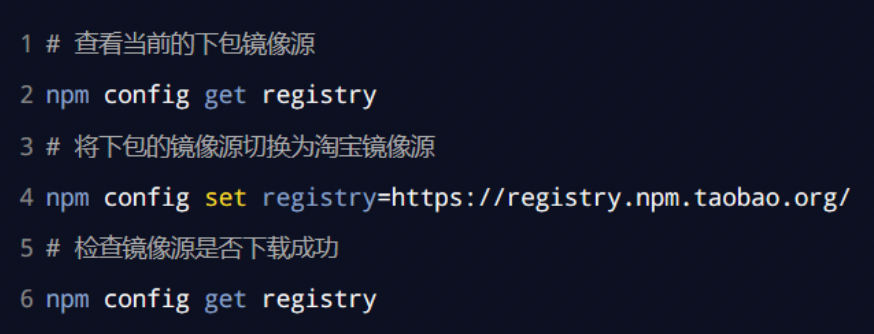 1 # 查看当前的下包镜像源
2 npm config get registry
3 # 将下包的镜像源切换为淘宝镜像源
4 npm config set registry=https://registry.npm.taobao.org/
5 # 检查镜像源是否下载成功
6 npm config get registry